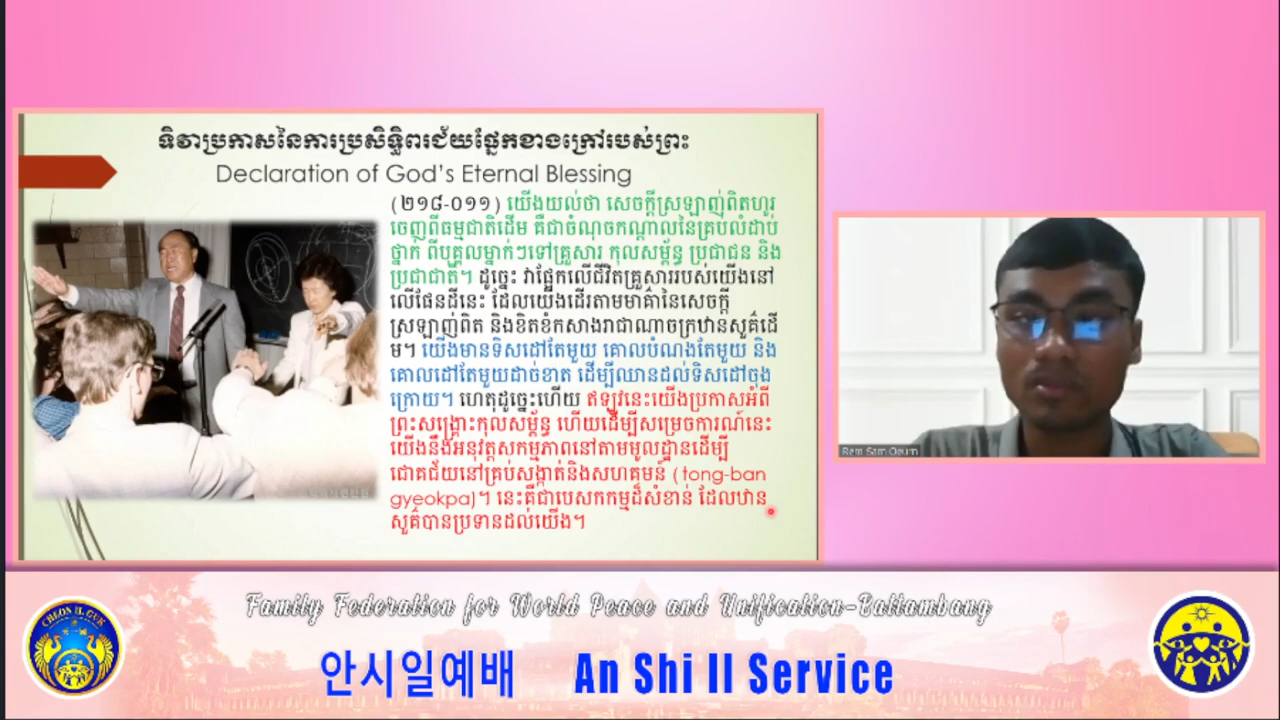 ទិវាប្រកាសនៃការប្រសិទ្ធិពរជ័យផ្នែកខាងក្រៅរបស់ព្រះ
Declaration of God's Eternal Blessing
(២១៨-០១១) យើងយល់ថា សេចក្ដីស្រឡាញ់ពិតហូរ
ចេញពីធម្មជាតិដើម គឺជាចំណុចកណ្ដាលនៃគ្រប់លំដាប់
ថ្នាក់ ពីបុគ្គលម្នាក់ៗទៅគ្រួសារ កុលសម្ព័ន្ធ ប្រជាជន និង
ប្រជាជាតិ។ ដូច្នេះ វាផ្អែកលើជីវិតគ្រួសាររបស់យើងនៅ
លើផែនដីនេះ ដែលយើងដើរតាមមាគ៌ានៃសេចក្ដី
ស្រឡាញ់ពិត និងខិតខំកសាងរាជាណាចក្រឋានសួគ៌ដើ
ម។ យើងមានទិសដៅតែមួយ គោលបំណងតែមួយ និង
គោលដៅតែមួយដាច់ខាត ដើម្បីឈានដល់ទិសដៅចុង
ក្រោយ។ ហេតុដូច្នេះហើយ ឥឡូវនេះយើងប្រកាសអំពី
ព្រះសង្គ្រោះកុលសម្ព័ន្ធ ហើយដើម្បីសម្រេចការណ៍នេះ
យើងនឹងអនុវត្តសកម្មភាពនៅតាមមូលដ្ឋានដើម្បី
ជោគជ័យនៅគ្រប់សង្កាត់និងសហគមន៍ (tong-ban
gyeokpa)។ នេះគឺជាបេសកកម្មដ៏សំខាន់ ដែលឋាន
សួគ៌បានប្រទានដល់យើង។
Rem Sam Oeurn
CHEON IL GUK
Family Federation for World Peace and Unification-Battambang
안시일예배 An Shi Il Service